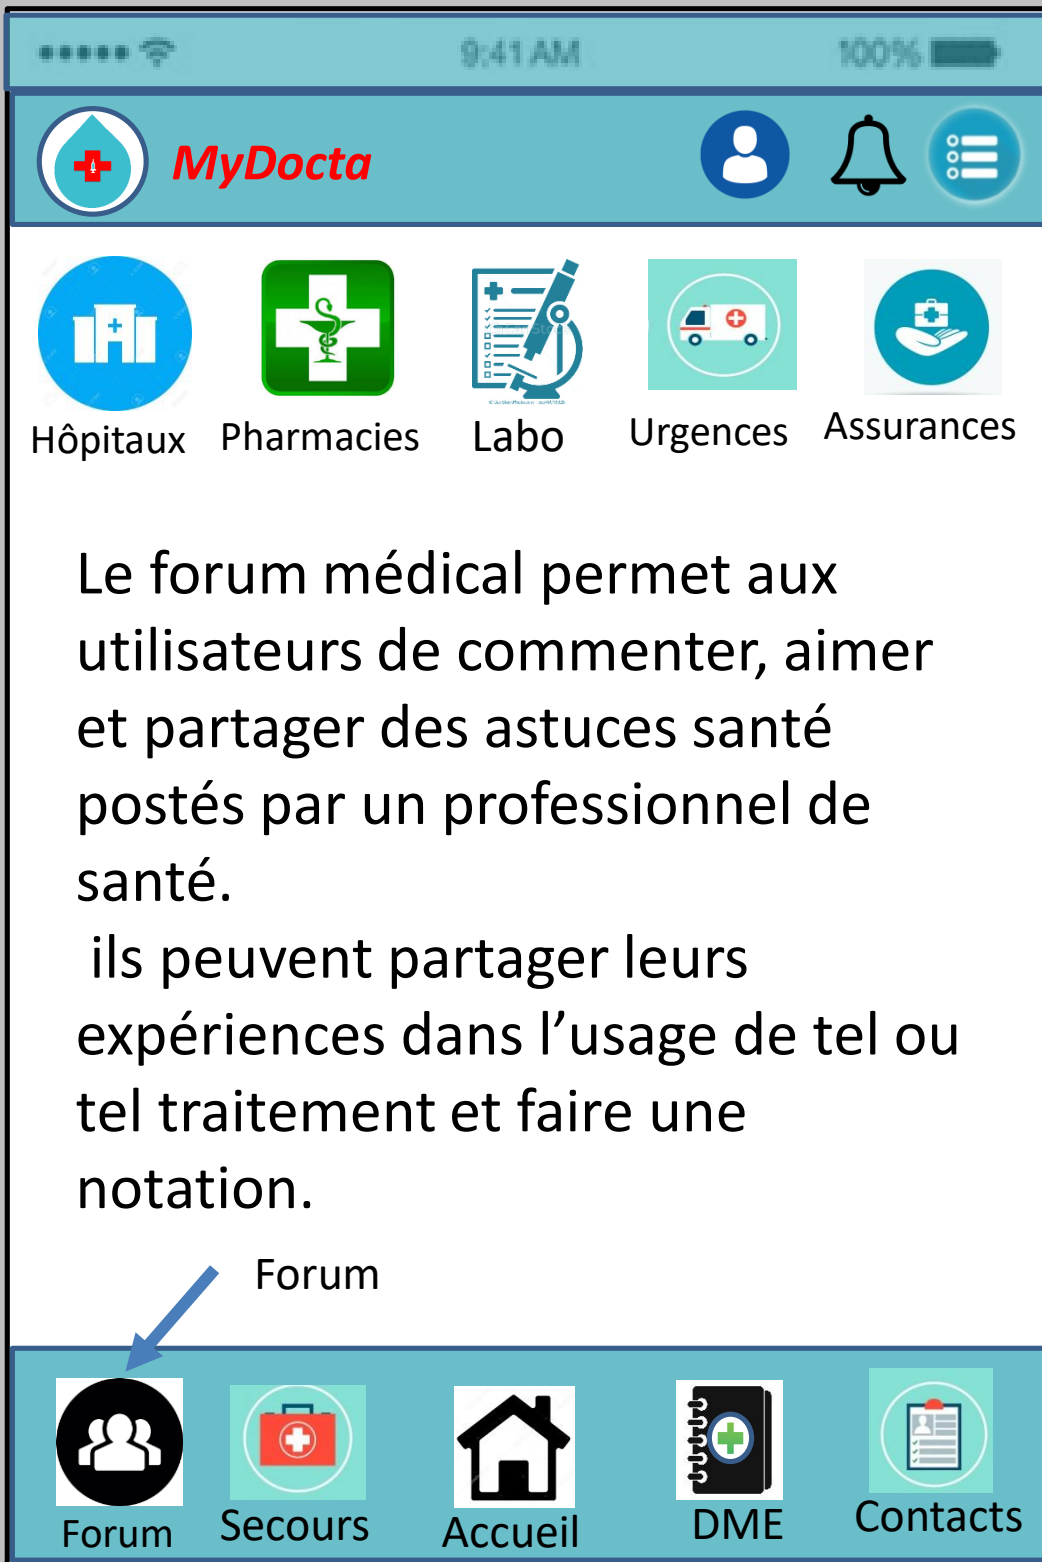 9:41 AM 100%
MyDocta
Hôpitaux Pharmacies Labo Urgences Assurances
Le forum médical permet aux
utilisateurs de commenter, aimer
et partager des astuces santé
postés par un professionnel de
santé.
ils peuvent partager leurs
expériences dans l’usage de tel ou
tel traitement et faire une
notation.
Forum
Forum Secours Accueil DME Contacts